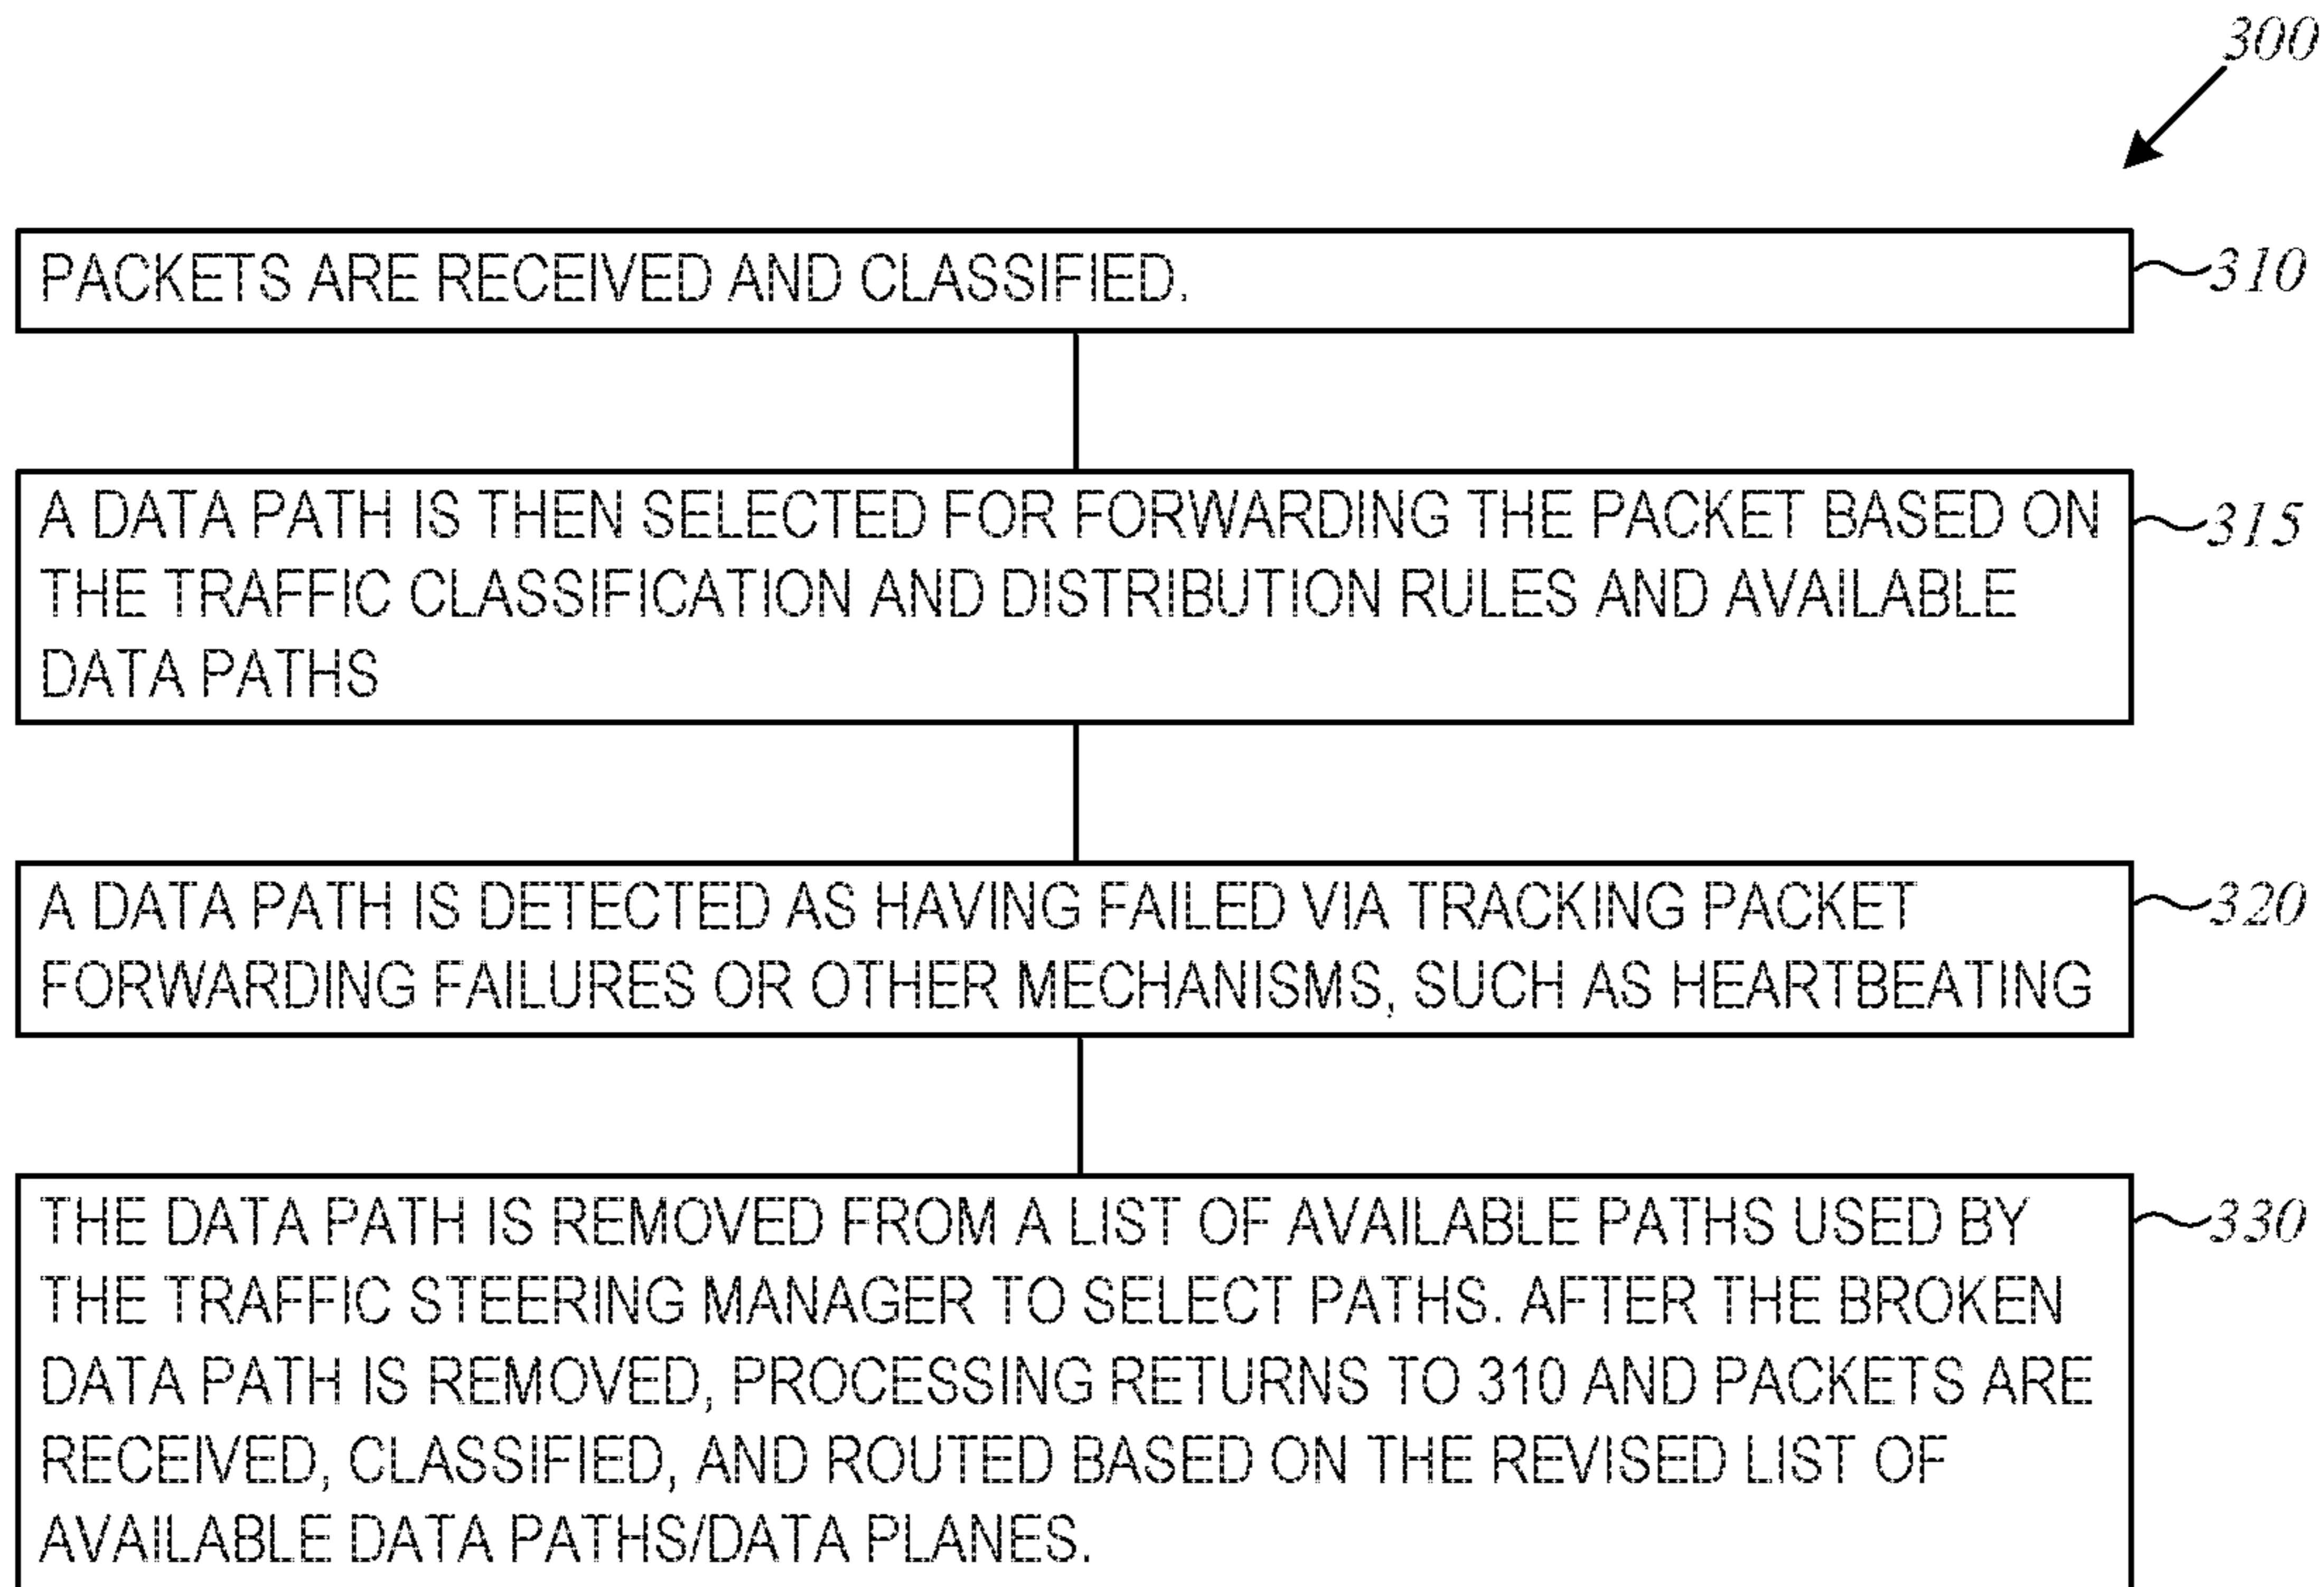 300
PACKETS ARE RECEIVED AND CLASSIFIED.
310
A DATA PATH IS THEN SELECTED FOR FORWARDING THE PACKET BASED ON
THE TRAFFIC CLASSIFICATION AND DISTRIBUTION RULES AND AVAILABLE
DATA PATHS
315
A DATA PATH IS DETECTED AS HAVING FAILED VIA TRACKING PACKET
FORWARDING FAILURES OR OTHER MECHANISMS, SUCH AS HEARTBEATING
320
THE DATA PATH IS REMOVED FROM A LIST OF AVAILABLE PATHS USED BY
THE TRAFFIC STEERING MANAGER TO SELECT PATHS. AFTER THE BROKEN
DATA PATH IS REMOVED, PROCESSING RETURNS TO 310 AND PACKETS ARE
RECEIVED, CLASSIFIED, AND ROUTED BASED ON THE REVISED LIST OF
AVAILABLE DATA PATHS/DATA PLANES.
330